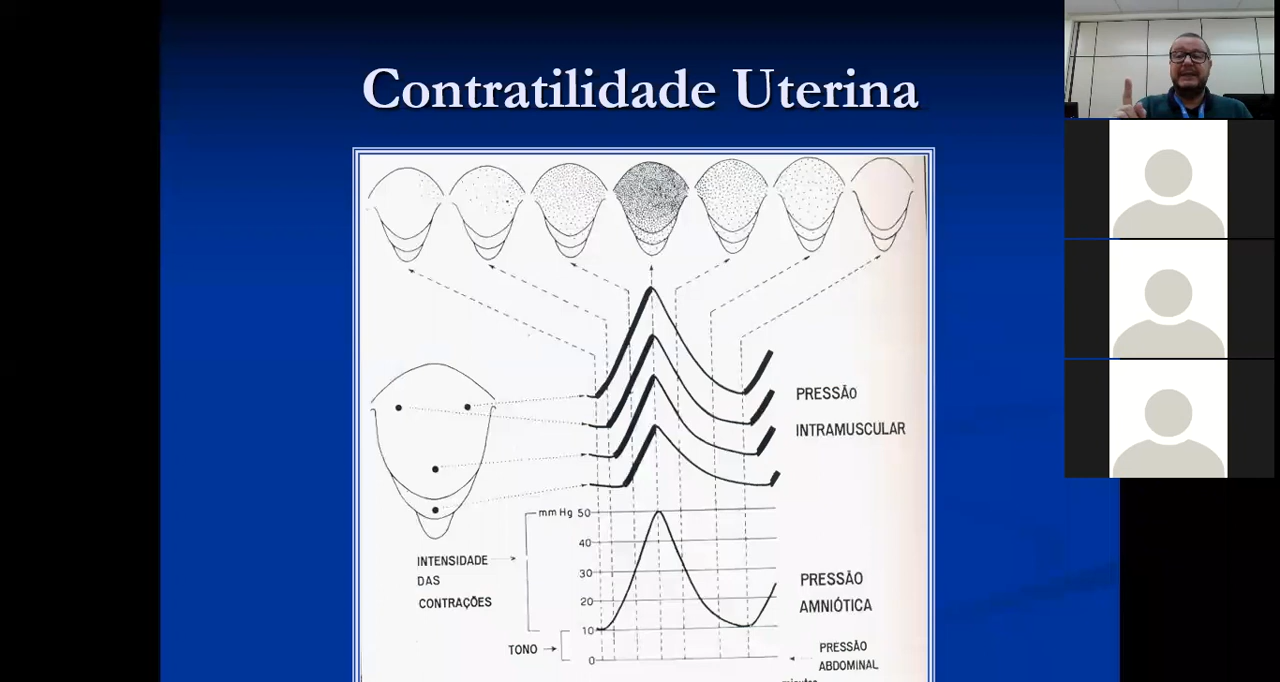 Contratilidade Uterina
PRESSÃO
INTRAMUSCULAR
mm Hg 50
40
30
20
10
0
INTENSIDADE
DAS
CONTRAÇÕES
TONO
PRESSÃO
AMNIÓTICA
PRESSÃO
ABDOMINAL